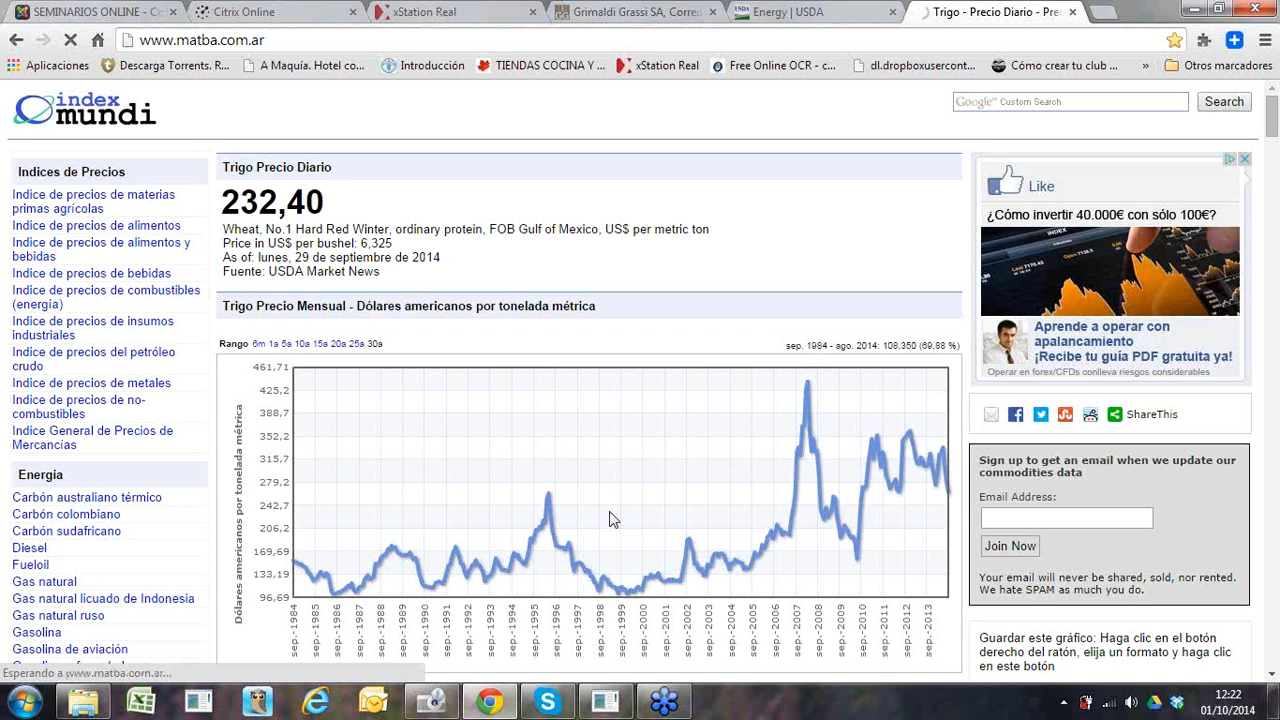 SEMINARIOS ONLINE - C
Citrix Online
xStation Real
Grimaldi Grassi SA, Corred
Energy | USDA
Trigo - Precio Diario - Pre
www.matba.com.ar
Aplicaciones
Descarga Torrents. R...
A Maquía. Hotel co...
Introducción
TIENDAS COCINA Y ...
xStation Real
Free Online OCR - c...
dl.dropboxusercont...
Cómo crear tu club ...
»
Otros marcadores
index
mundi
Google™ Custom Search
Search
Indices de Precios
Indice de precios de materias
primas agrícolas
Indice de precios de alimentos
Indice de precios de alimentos y
bebidas
Indice de precios de bebidas
Indice de precios de combustibles
(energía)
Indice de precios de insumos
industriales
Indice de precios del petróleo
crudo
Indice de precios de metales
Indice de precios de no-
combustibles
Indice General de Precios de
Mercancías
Energía
Carbón australiano térmico
Carbón colombiano
Carbón sudafricano
Diesel
Fueloil
Gas natural
Gas natural licuado de Indonesia
Gas natural ruso
Gasolina
Gasolina de aviación
Esperando a www.matba.com.ar...
Trigo Precio Diario
232,40
Wheat, No.1 Hard Red Winter, ordinary protein, FOB Gulf of Mexico, US$ per metric ton
Price in US$ per bushel: 6,325
As of: lunes, 29 de septiembre de 2014
Fuente: USDA Market News
Trigo Precio Mensual - Dólares americanos por tonelada métrica
Rango 6m 1a 5a 10a 15a 20a 25a 30a
sep. 1984 - ago. 2014: 108,350 (69,88 %)
Dólares americanos por tonelada métrica
461,71
425,2
388,7
352,2
315,7
279,2
242,7
206,2
169,69
133,19
96,69
sep.-1984
sep.-1985
sep.-1986
sep.-1987
sep.-1988
sep.-1989
sep.-1990
sep.-1991
sep.-1992
sep.-1993
sep.-1994
sep.-1995
sep.-1996
sep.-1997
sep.-1998
sep.-1999
sep.-2000
sep.-2001
sep.-2002
sep.-2003
sep.-2004
sep.-2005
sep.-2006
sep.-2007
sep.-2008
sep.-2009
sep.-2010
sep.-2011
sep.-2012
sep.-2013
Like
¿Cómo invertir 40.000€ con sólo 100€?
Aprende a operar con
apalancamiento
¡Recibe tu guía PDF gratuita ya!
Operar en forex/CFDs conlleva riesgos considerables
ShareThis
Sign up to get an email when we update our
commodities data
Email Address:
Join Now
Your email will never be shared, sold, nor rented.
We hate SPAM as much you do.
Guardar este gráfico: Haga clic en el botón
derecho del ratón, elija un formato y haga clic
en este botón
12:22
01/10/2014